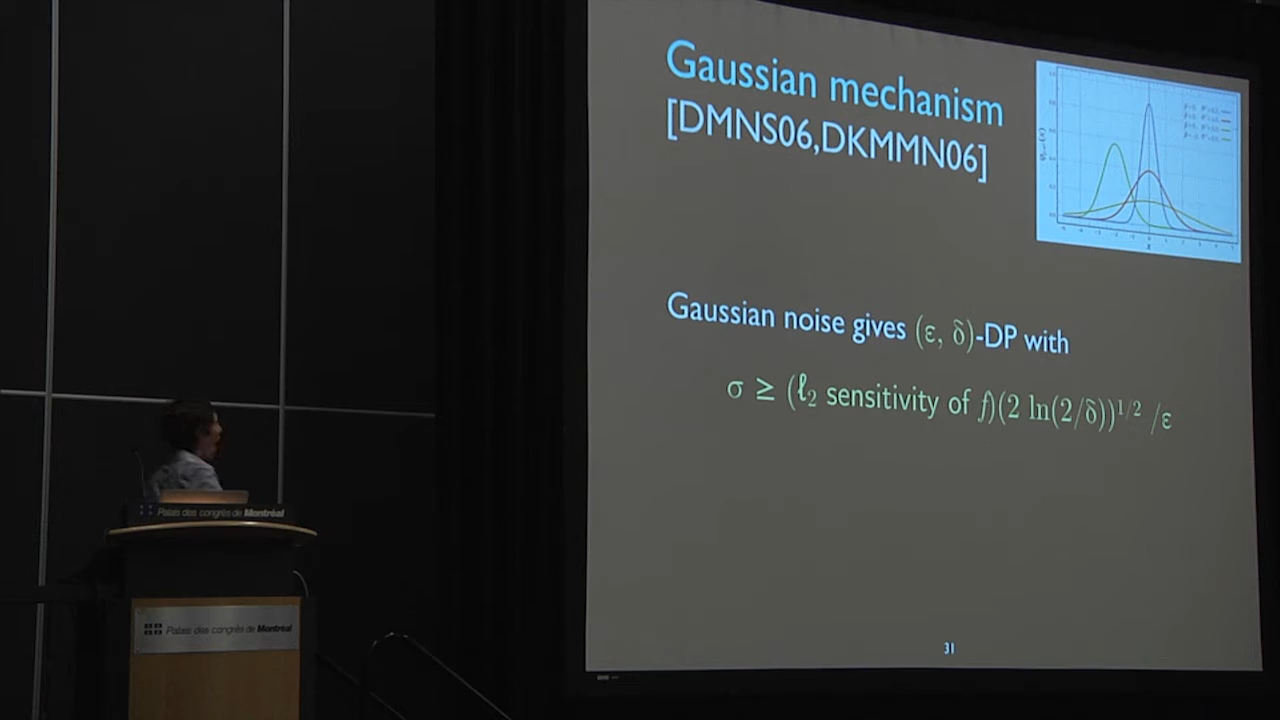 Gaussian mechanism
[DMNS06,DKMMN06]
Gaussian noise gives (ε, δ)-DP with
σ ≥ (ℓ₂ sensitivity of f)(2 ln(2/δ))^1/2 /ε
31
Palais des congrès de Montréal
Palais des congrès de Montréal